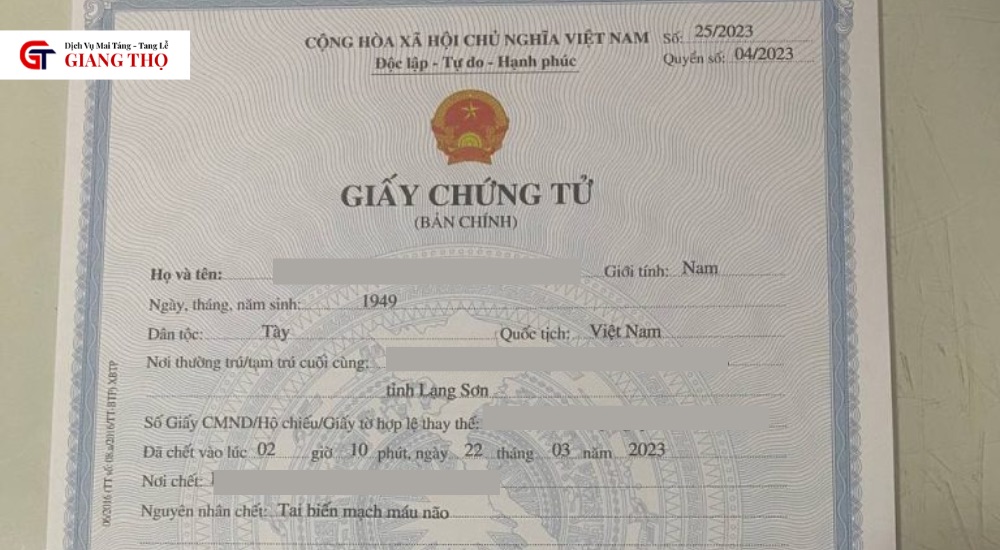 Dịch Vụ Mai Táng - Tang Lễ
GT GIANG THỌ
CỘNG HÒA XÃ HỘI CHỦ NGHĨA VIỆT NAM Số: 25/2023
Độc lập - Tự do - Hạnh phúc Quyển số: 04/2023
GIẤY CHỨNG TỬ
(BẢN CHÍNH)
Họ và tên: Giới tính: Nam
Ngày, tháng, năm sinh: 1949
Dân tộc: Tày Quốc tịch: Việt Nam
Nơi thường trú/tạm trú cuối cùng:
tỉnh Lạng Sơn
Số Giấy CMND/Hộ chiếu/Giấy tờ hợp lệ thay thế:
Đã chết vào lúc 02 giờ 10 phút, ngày 22 tháng 03 năm 2023
Nơi chết:
Nguyên nhân chết: Tai biến mạch máu não